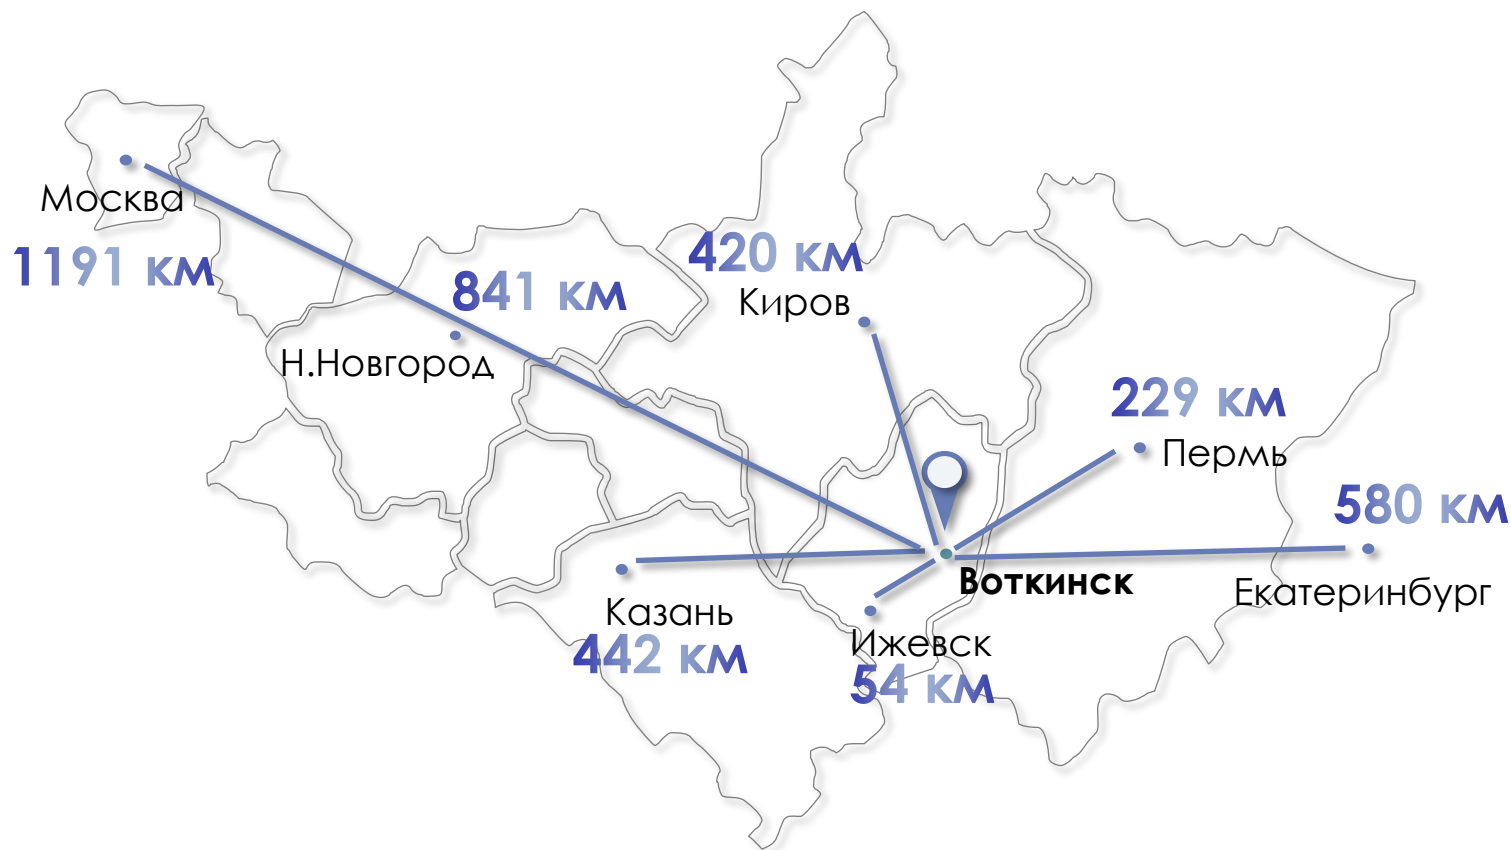 Москва
1191 км
841 км
Н.Новгород
420 км
Киров
229 км
Пермь
580 км
Екатеринбург
Воткинск
Казань
442 км
Ижевск
54 км